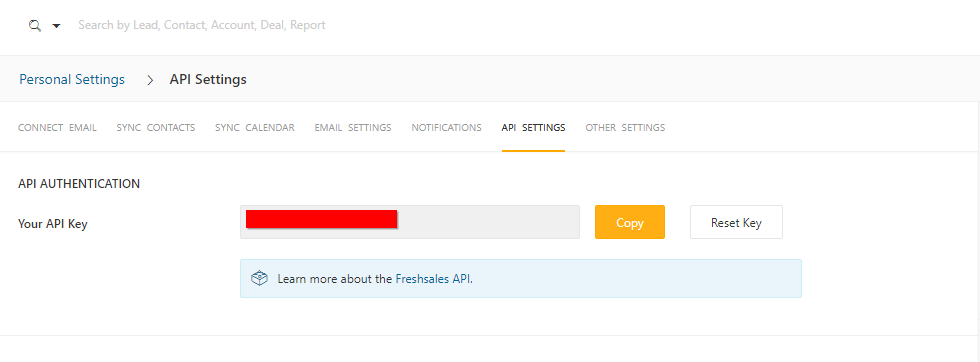 Search by Lead, Contact, Account, Deal, Report
Personal Settings > API Settings
CONNECT EMAIL SYNC CONTACTS SYNC CALENDAR EMAIL SETTINGS NOTIFICATIONS API SETTINGS OTHER SETTINGS
API AUTHENTICATION
Your API Key Copy Reset Key
Learn more about the Freshsales API.